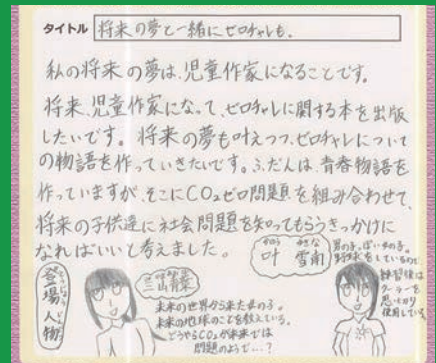 タイトル 将来の夢と一緒にゼロチャレも.
私の将来の夢は、児童作家になることです。
将来、児童作家になって、ゼロチャレに関する本を出版
したいです。将来の夢も叶えつつ、ゼロチャレについて
の物語を作っていきたいです。ふだんは、青春物語を
作っていますが、そこにCO₂ゼロ問題を組み合わせて、
将来の子供達に社会問題を知ってもらうきっかけに
なればいいと考えました。
登場人物
未来の世界から来た女の子。
未来の地球のことを教えている。
どうやらCO₂が未来では
問題のようで…?
叶 雪南
男の子っぽい女の子。
野球をしているので
練習後は
クーラーを
思いっきり
使用している